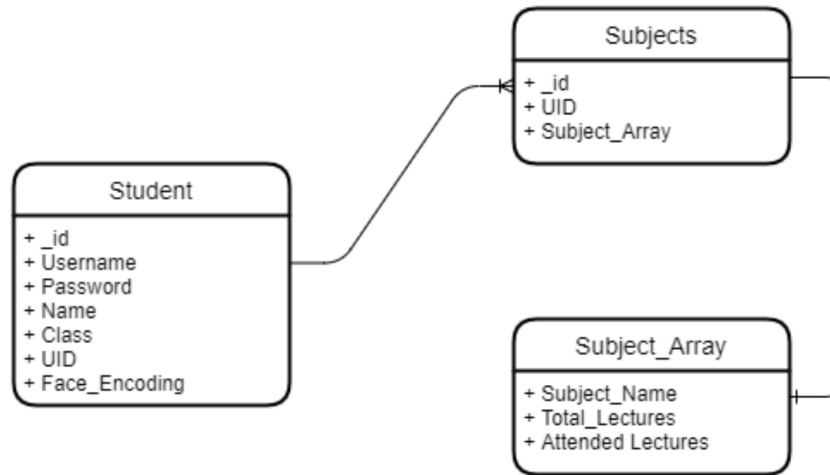 Subjects
+ _id
+ UID
+ Subject_Array
Student
+ _id
+ Username
+ Password
+ Name
+ Class
+ UID
+ Face_Encoding
Subject_Array
+ Subject_Name
+ Total_Lectures
+ Attended Lectures